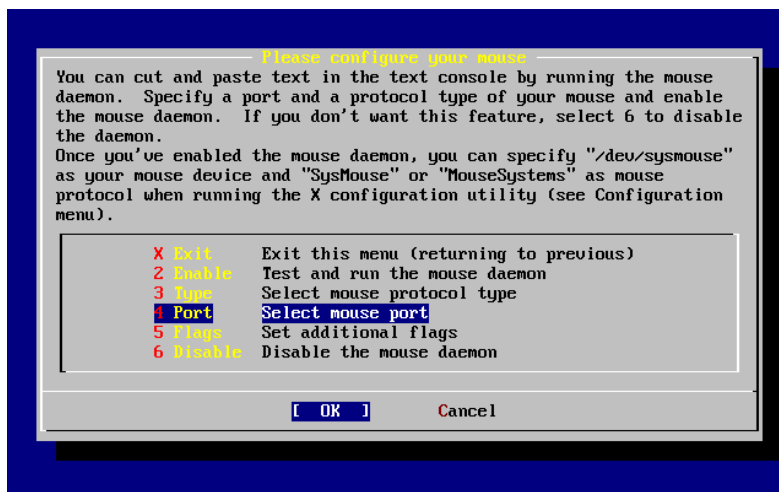 Please configure your mouse
You can cut and paste text in the text console by running the mouse
daemon.  Specify a port and a protocol type of your mouse and enable
the mouse daemon.  If you don't want this feature, select 6 to disable
the daemon.
Once you've enabled the mouse daemon, you can specify "/dev/sysmouse"
as your mouse device and "SysMouse" or "MouseSystems" as mouse
protocol when running the X configuration utility (see Configuration
menu).
X Exit     Exit this menu (returning to previous)
2 Enable   Test and run the mouse daemon
3 Type     Select mouse protocol type
4 Port     Select mouse port
5 Flags    Set additional flags
6 Disable  Disable the mouse daemon
[  OK  ]     Cancel